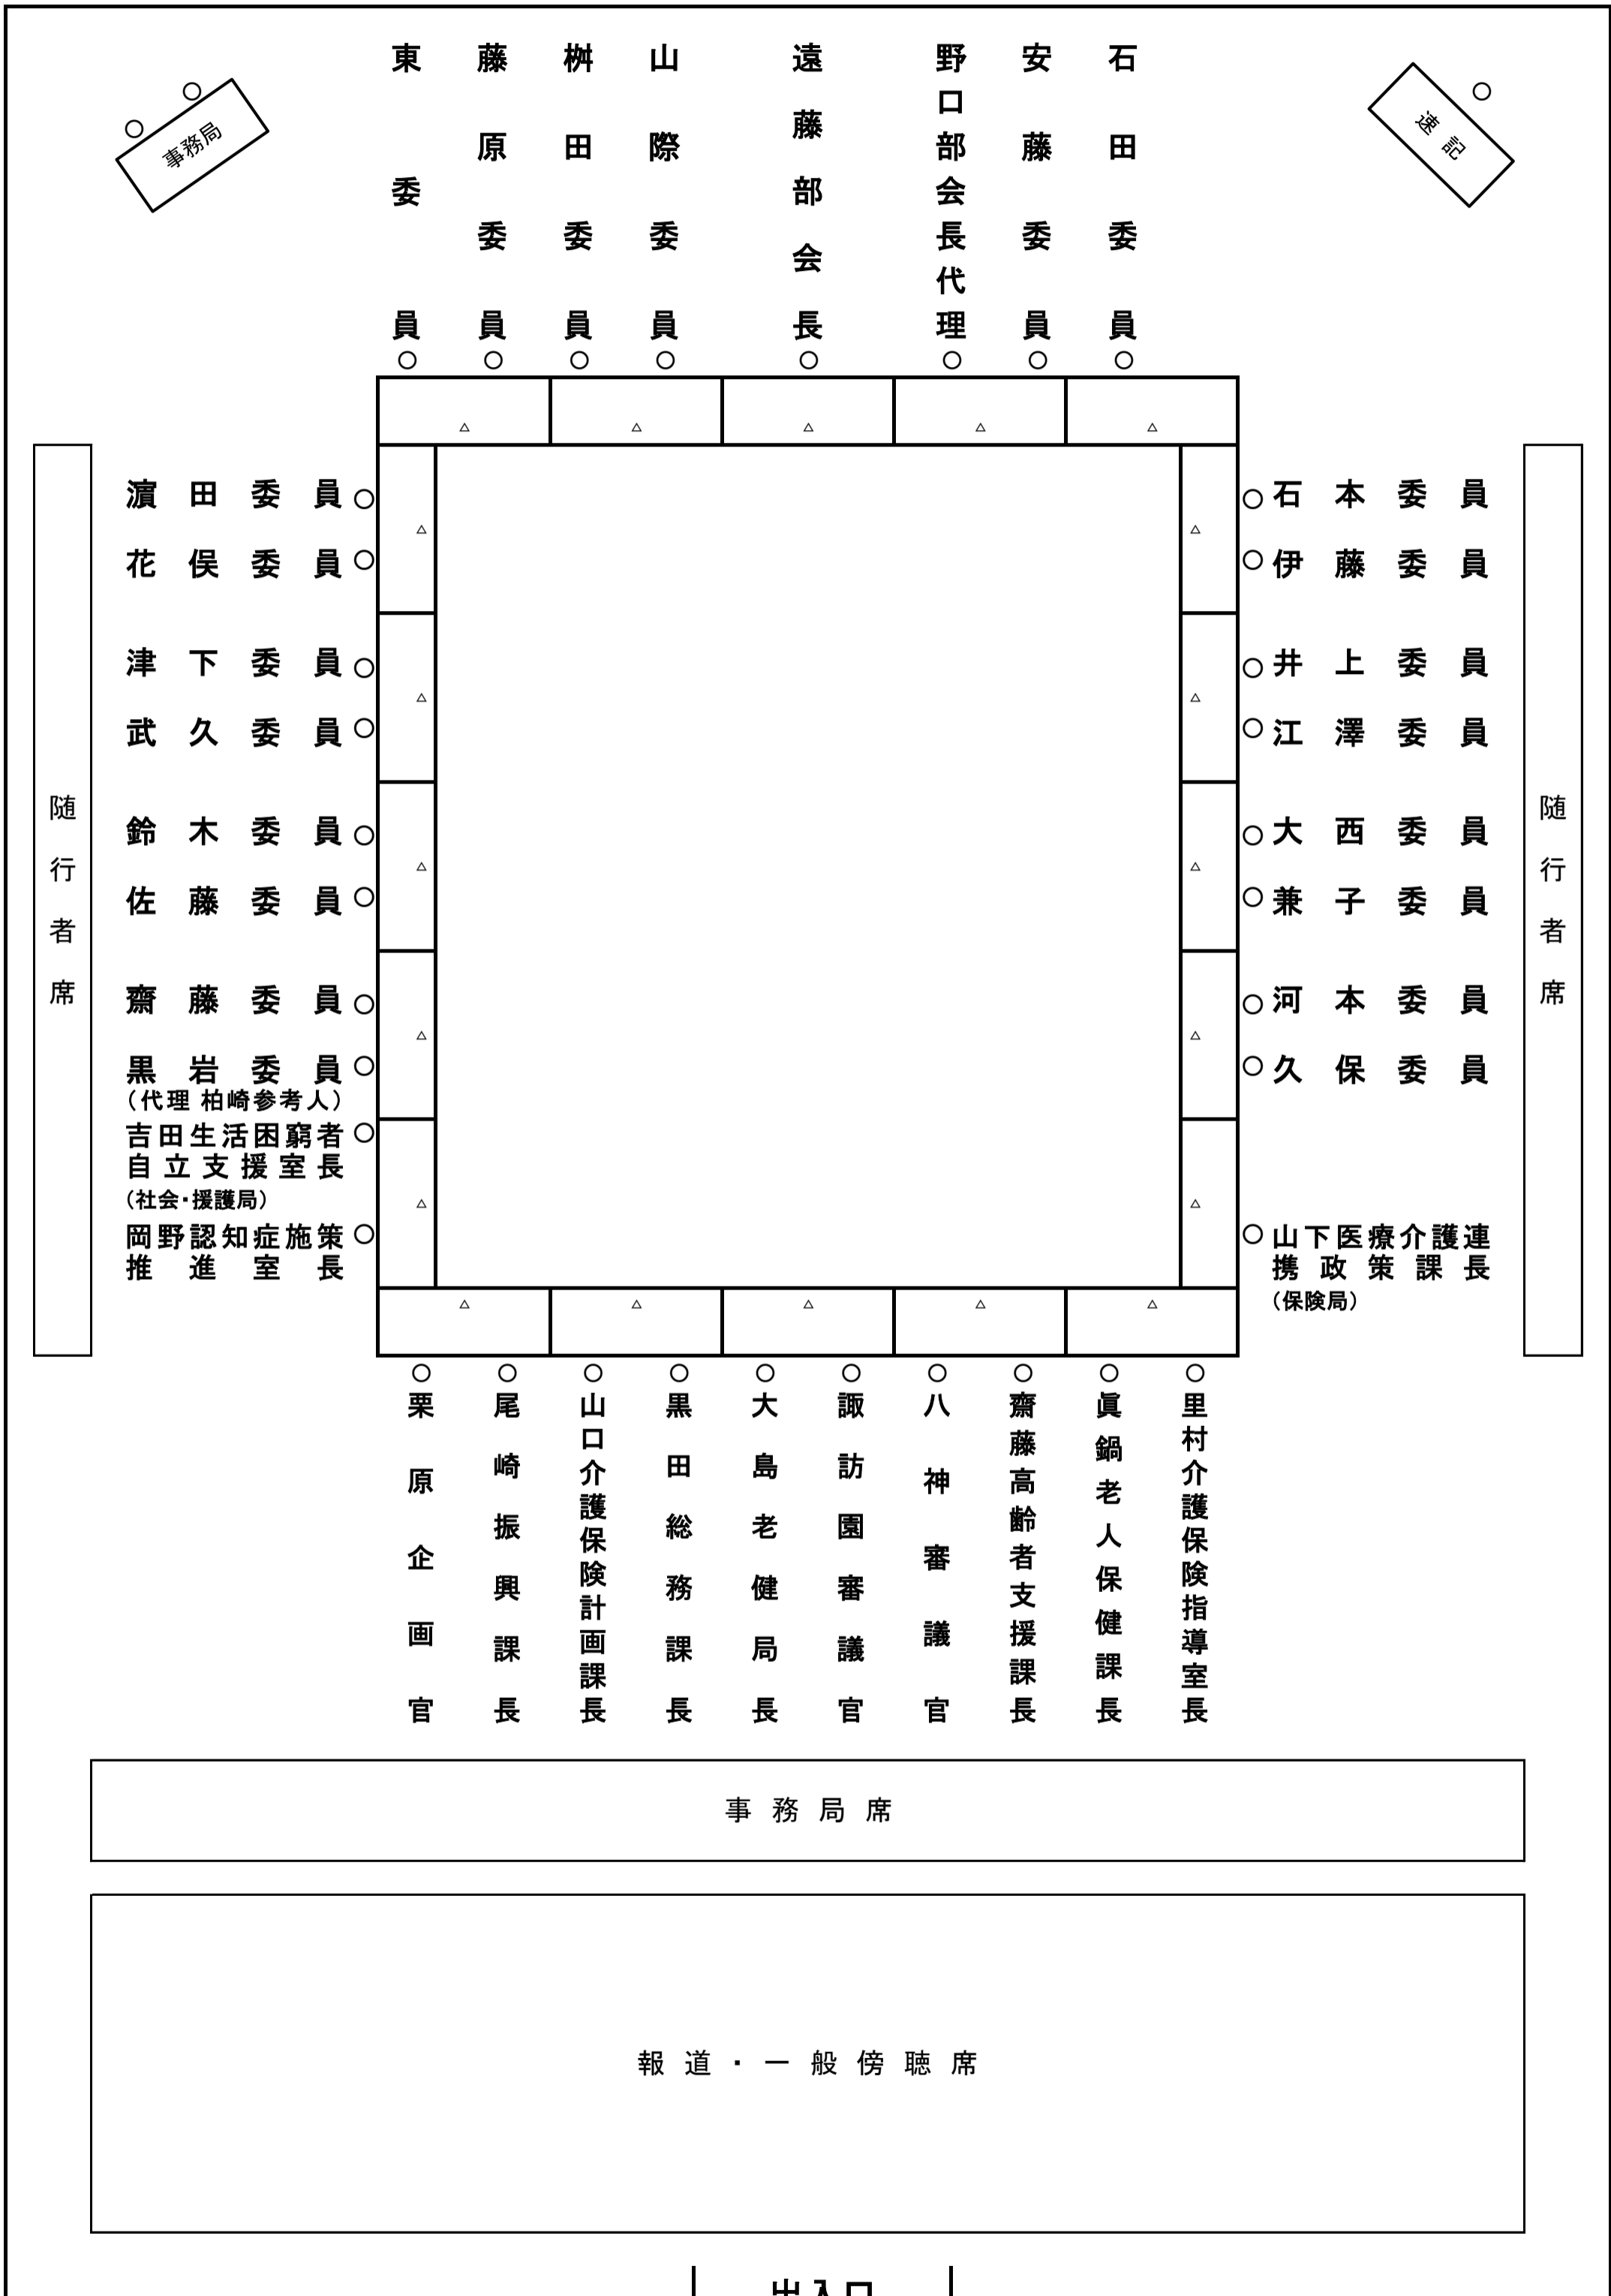 事務局
東委員
藤原委員
桝田委員
山際委員
遠藤部会長
野口部会長代理
安藤委員
石田委員
速記
随行者席
濵田委員
花俣委員
津下委員
武久委員
鈴木委員
佐藤委員
齋藤委員
黒岩委員
（代理 柏崎参考人）
吉田生活困窮者
自立支援室長
（社会・援護局）
岡野認知症施策
推進室長
石本委員
伊藤委員
井上委員
江澤委員
大西委員
兼子委員
河本委員
久保委員
山下医療介護連
携政策課長
（保険局）
随行者席
栗原企画官
尾崎振興課長
山口介護保険計画課長
黒田総務課長
大島老健局長
諏訪園審議官
八神審議官
齋藤高齢者支援課長
眞鍋老人保健課長
里村介護保険指導室長
事務局席
報道・一般傍聴席
出入口